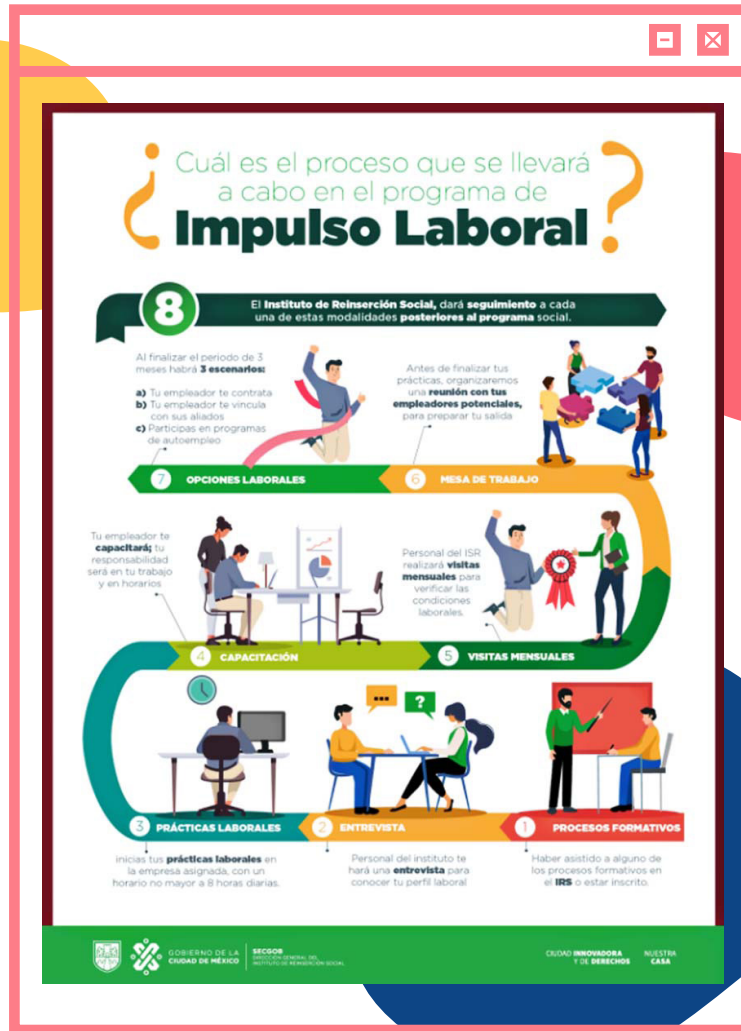 ¿Cuál es el proceso que se llevará
a cabo en el programa de
Impulso Laboral?
8
El Instituto de Reinserción Social, dará seguimiento a cada
una de estas modalidades posteriores al programa social.
Al finalizar el periodo de 3
meses habrá 3 escenarios:
a) Tu empleador te contrata
b) Tu empleador te vincula
con sus aliados
c) Participas en programas
de autoempleo
7 OPCIONES LABORALES
Antes de finalizar tus
prácticas, organizaremos
una reunión con tus
empleadores potenciales,
para preparar tu salida
6 MESA DE TRABAJO
Tu empleador te
capacitará; tu
responsabilidad
será en tu trabajo
y en horarios
4 CAPACITACIÓN
Personal del ISR
realizará visitas
mensuales para
verificar las
condiciones
laborales.
5 VISITAS MENSUALES
... ?
3 PRÁCTICAS LABORALES
inicias tus prácticas laborales en
la empresa asignada, con un
horario no mayor a 8 horas diarias.
2 ENTREVISTA
Personal del instituto te
hará una entrevista para
conocer tu perfil laboral
1 PROCESOS FORMATIVOS
Haber asistido a alguno de
los procesos formativos en
el IRS o estar inscrito.
GOBIERNO DE LA
CIUDAD DE MÉXICO
SECGOB
DIRECCIÓN GENERAL DEL
INSTITUTO DE REINSERCIÓN SOCIAL
CIUDAD INNOVADORA
Y DE DERECHOS
NUESTRA
CASA